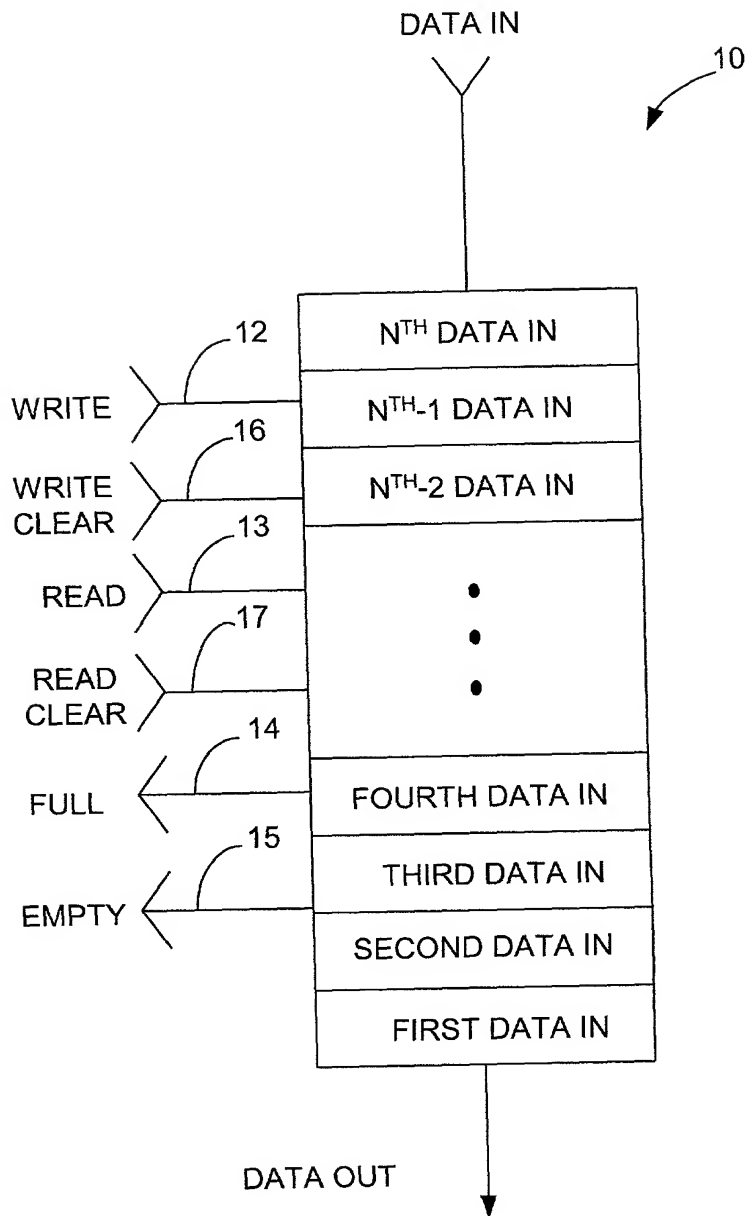 DATA IN
10
N^TH DATA IN
12
WRITE
N^TH-1 DATA IN
16
WRITE
CLEAR
N^TH-2 DATA IN
13
READ
17
READ
CLEAR
14
FULL
FOURTH DATA IN
15
EMPTY
THIRD DATA IN
SECOND DATA IN
FIRST DATA IN
DATA OUT